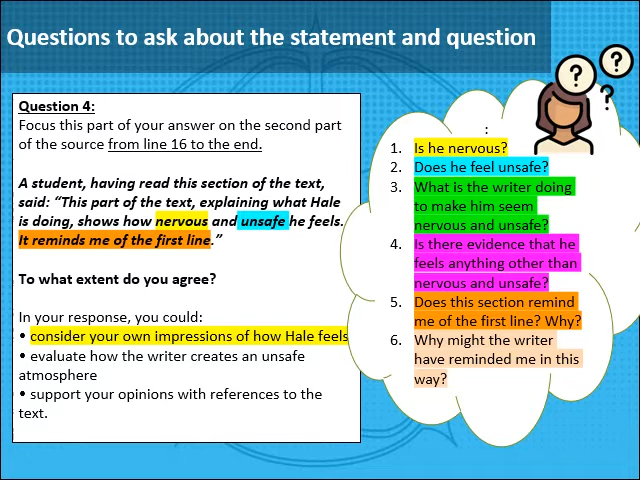 Questions to ask about the statement and question
Question 4:
Focus this part of your answer on the second part
of the source from line 16 to the end.
A student, having read this section of the text,
said: “This part of the text, explaining what Hale
is doing, shows how nervous and unsafe he feels.
It reminds me of the first line.”
To what extent do you agree?
In your response, you could:
• consider your own impressions of how Hale feels
• evaluate how the writer creates an unsafe
atmosphere
• support your opinions with references to the
text.
:
1. Is he nervous?
2. Does he feel unsafe?
3. What is the writer doing
to make him seem
nervous and unsafe?
4. Is there evidence that he
feels anything other than
nervous and unsafe?
5. Does this section remind
me of the first line? Why?
6. Why might the writer
have reminded me in this
way?
? ?
?